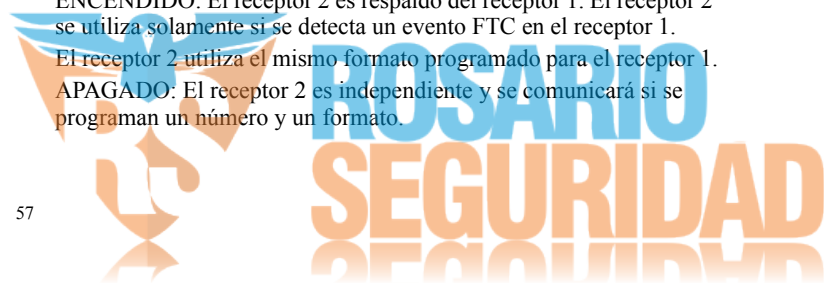 ENCENDIDO: El receptor 2 es respaldo del receptor 1. El receptor 2
se utiliza solamente si se detecta un evento FTC en el receptor 1.
El receptor 2 utiliza el mismo formato programado para el receptor 1.
APAGADO: El receptor 2 es independiente y se comunicará si se
programan un número y un formato.
ROSARIO
SEGURIDAD
57